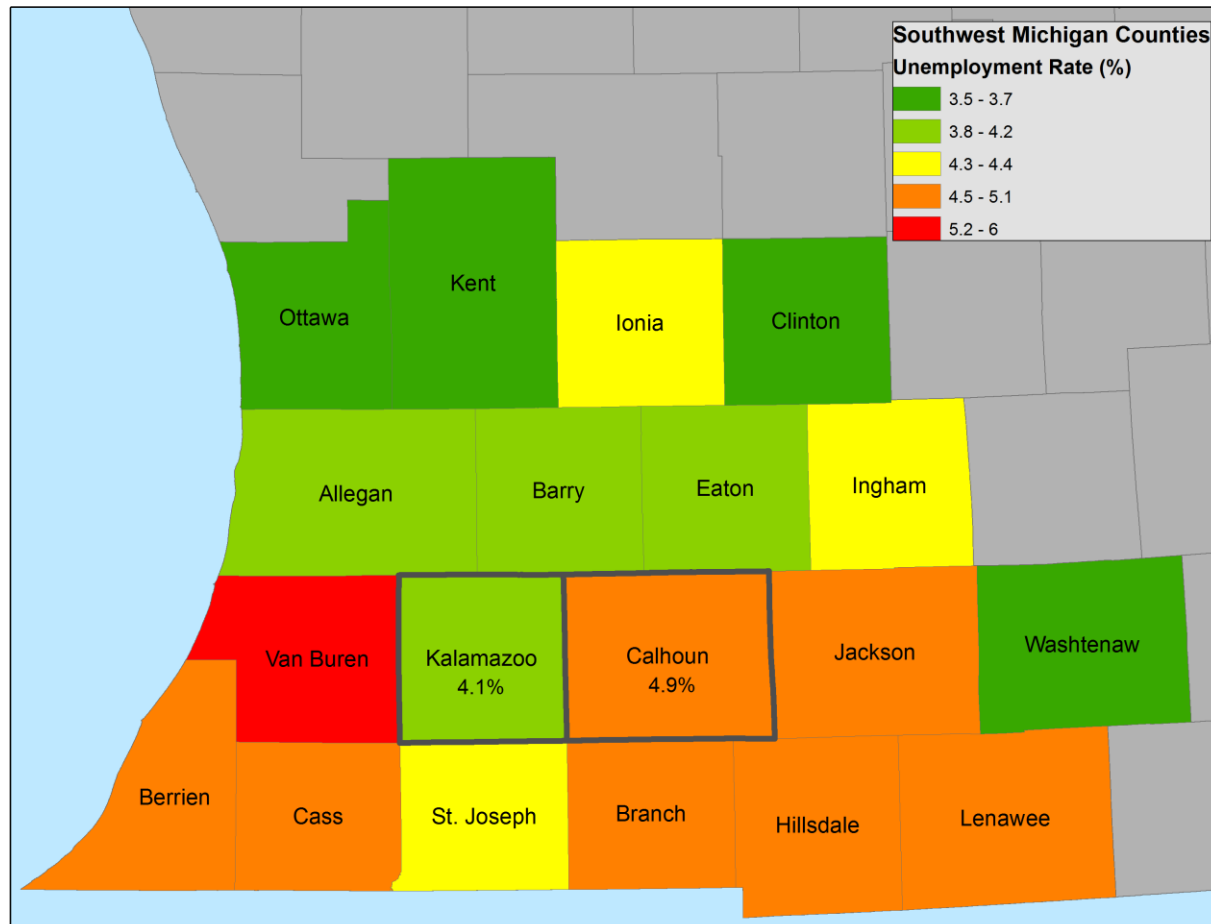 Southwest Michigan Counties
Unemployment Rate (%)
3.5 - 3.7
3.8 - 4.2
4.3 - 4.4
4.5 - 5.1
5.2 - 6
Ottawa
Kent
Ionia
Clinton
Allegan
Barry
Eaton
Ingham
Van Buren
Kalamazoo
4.1%
Calhoun
4.9%
Jackson
Washtenaw
Berrien
Cass
St. Joseph
Branch
Hillsdale
Lenawee